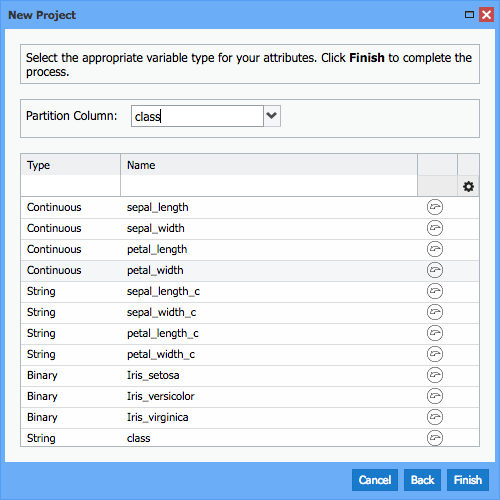 New Project
Select the appropriate variable type for your attributes. Click Finish to complete the
process.
Partition Column: class
Type Name
Continuous sepal_length
Continuous sepal_width
Continuous petal_length
Continuous petal_width
String sepal_length_c
String sepal_width_c
String petal_length_c
String petal_width_c
Binary Iris_setosa
Binary Iris_versicolor
Binary Iris_virginica
String class
Cancel Back Finish